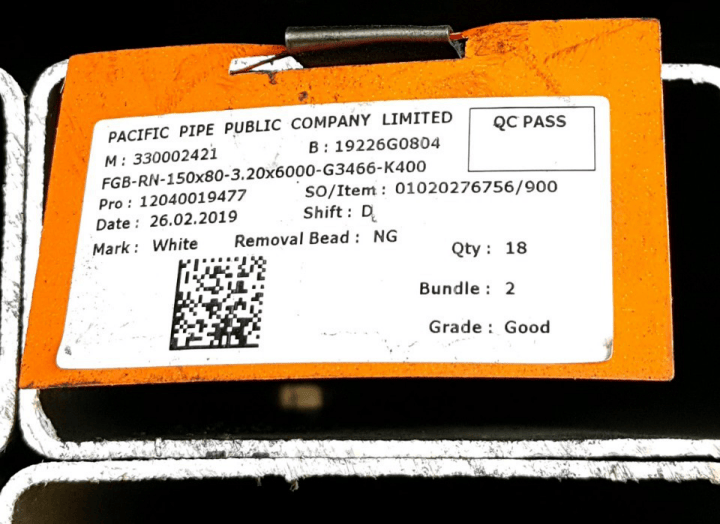 PACIFIC PIPE PUBLIC COMPANY LIMITED
QC PASS
M : 330002421 B : 19226G0804
FGB-RN-150x80-3.20x6000-G3466-K400
Pro : 12040019477 SO/Item : 01020276756/900
Date : 26.02.2019 Shift : D
Mark : White Removal Bead : NG
Qty : 18
Bundle : 2
Grade : Good